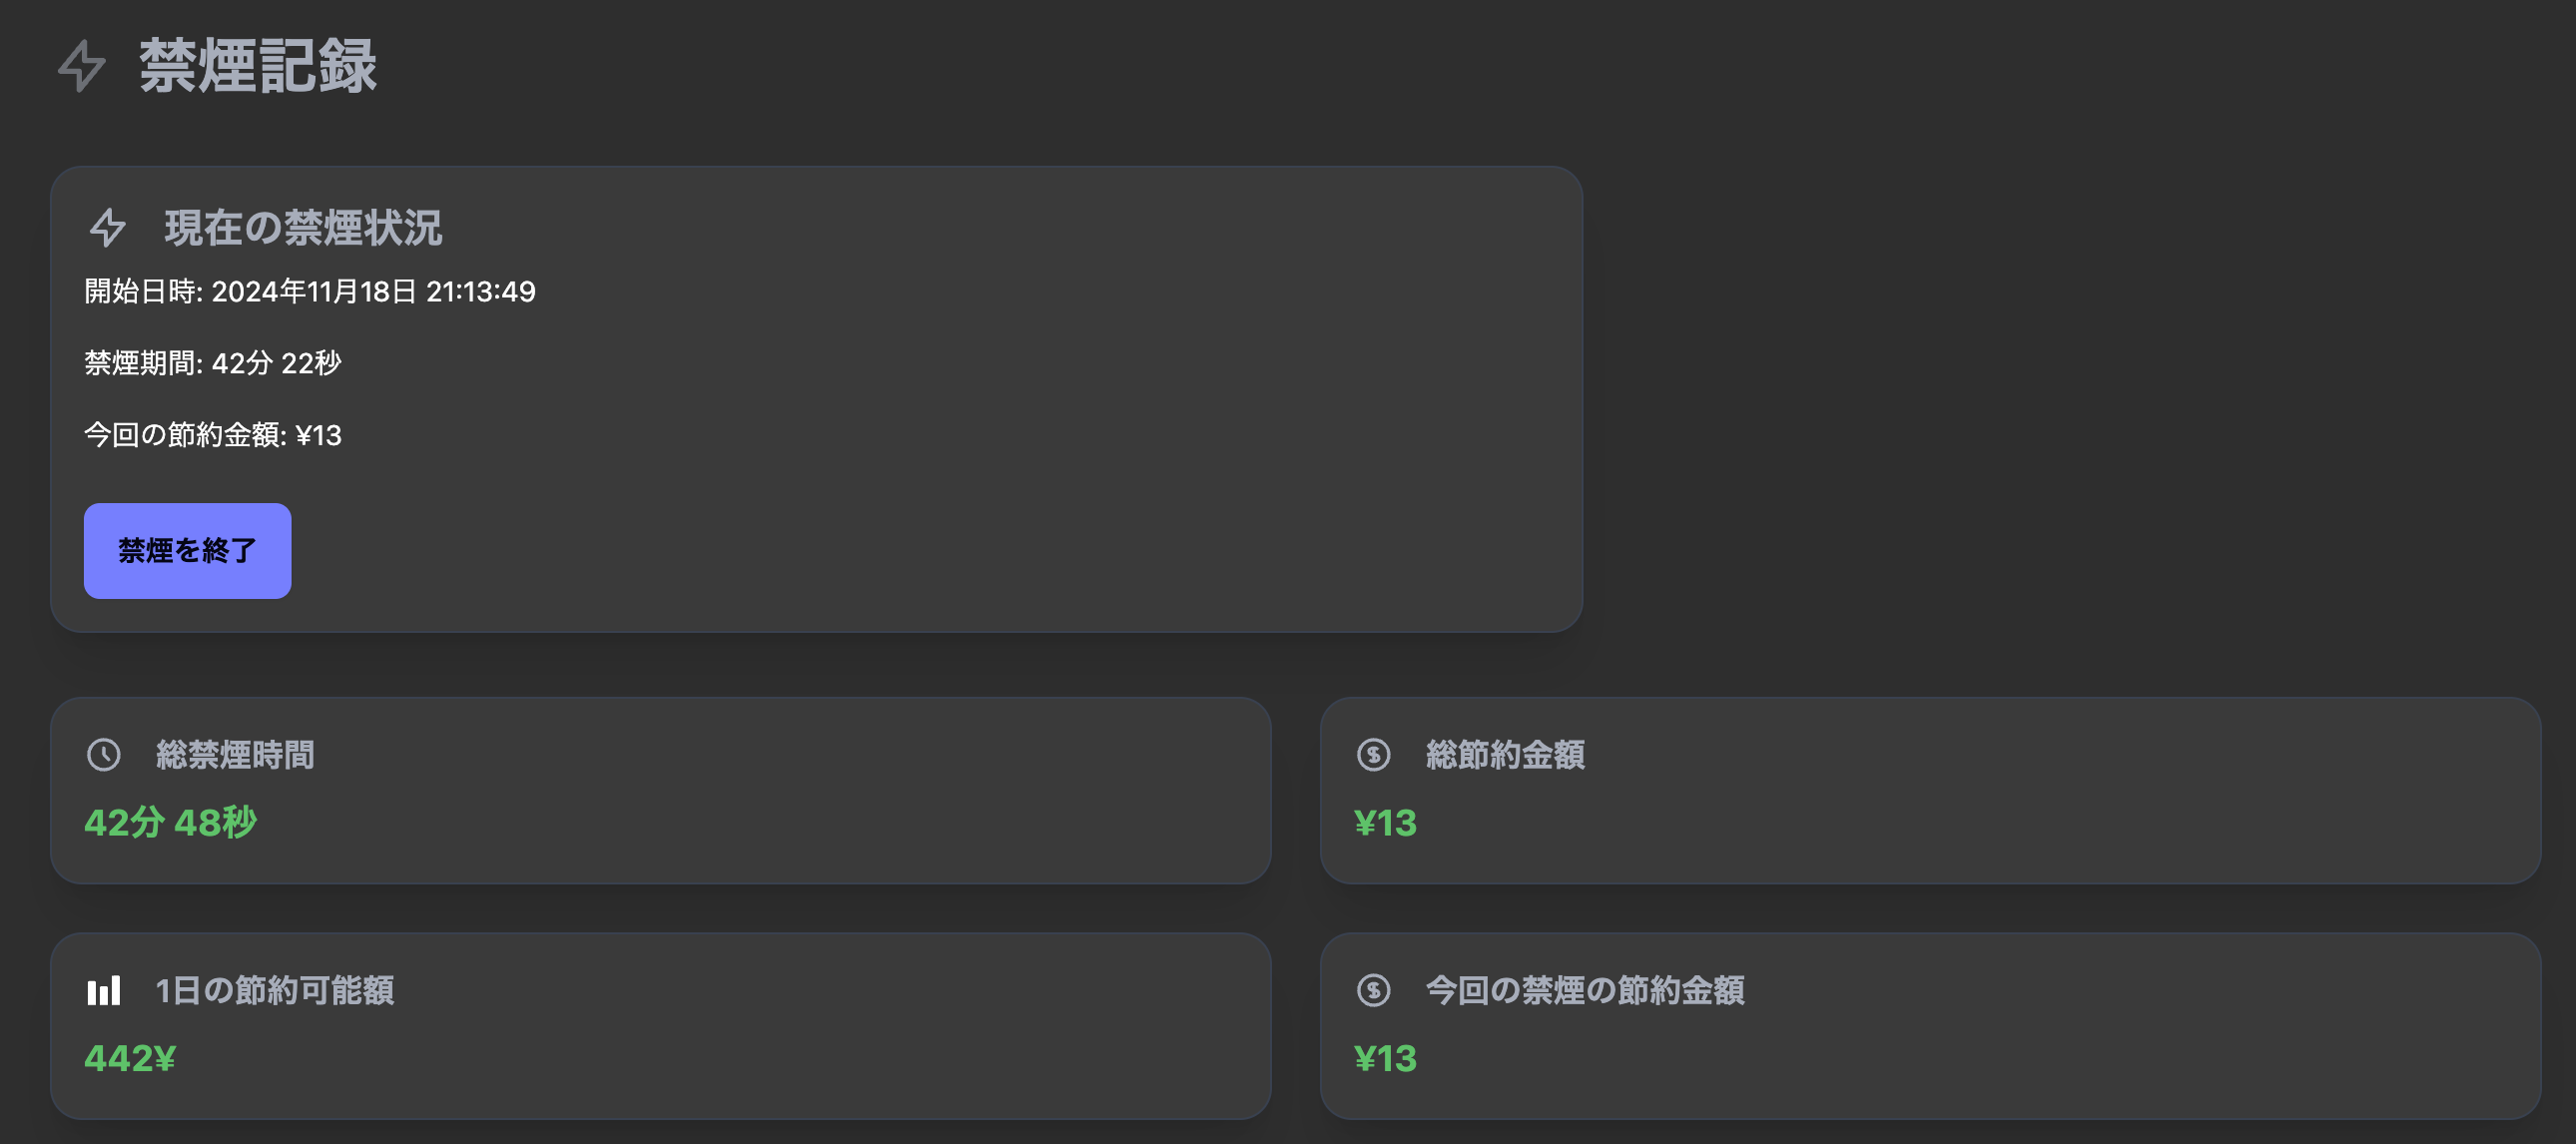 禁煙記録
現在の禁煙状況
開始日時: 2024年11月18日 21:13:49
禁煙期間: 42分 22秒
今回の節約金額: ¥13
禁煙を終了
総禁煙時間
42分 48秒
総節約金額
¥13
1日の節約可能額
442¥
今回の禁煙の節約金額
¥13